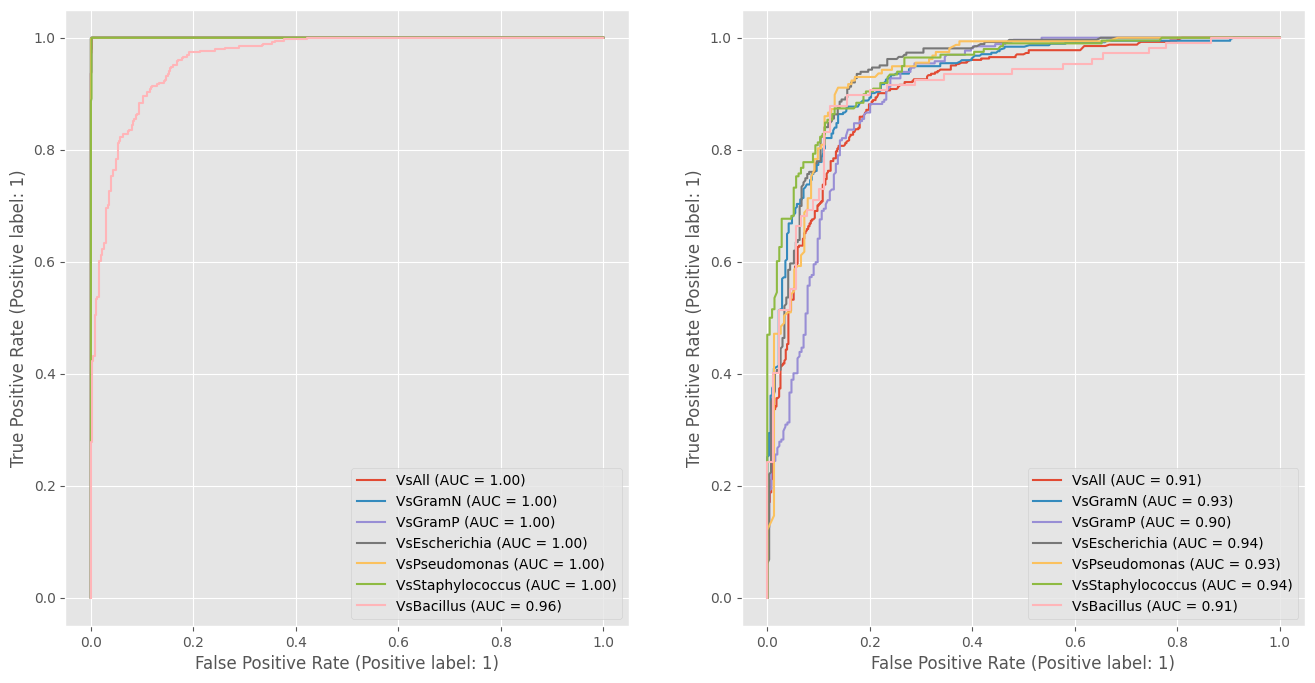 1.0
0.8
0.6
0.4
0.2
0.0
True Positive Rate (Positive label: 1)
VsAll (AUC = 1.00)
VsGramN (AUC = 1.00)
VsGramP (AUC = 1.00)
VsEscherichia (AUC = 1.00)
VsPseudomonas (AUC = 1.00)
VsStaphylococcus (AUC = 1.00)
VsBacillus (AUC = 0.96)
0.0 0.2 0.4 0.6 0.8 1.0
False Positive Rate (Positive label: 1)
1.0
0.8
0.6
0.4
0.2
0.0
True Positive Rate (Positive label: 1)
VsAll (AUC = 0.91)
VsGramN (AUC = 0.93)
VsGramP (AUC = 0.90)
VsEscherichia (AUC = 0.94)
VsPseudomonas (AUC = 0.93)
VsStaphylococcus (AUC = 0.94)
VsBacillus (AUC = 0.91)
0.0 0.2 0.4 0.6 0.8 1.0
False Positive Rate (Positive label: 1)